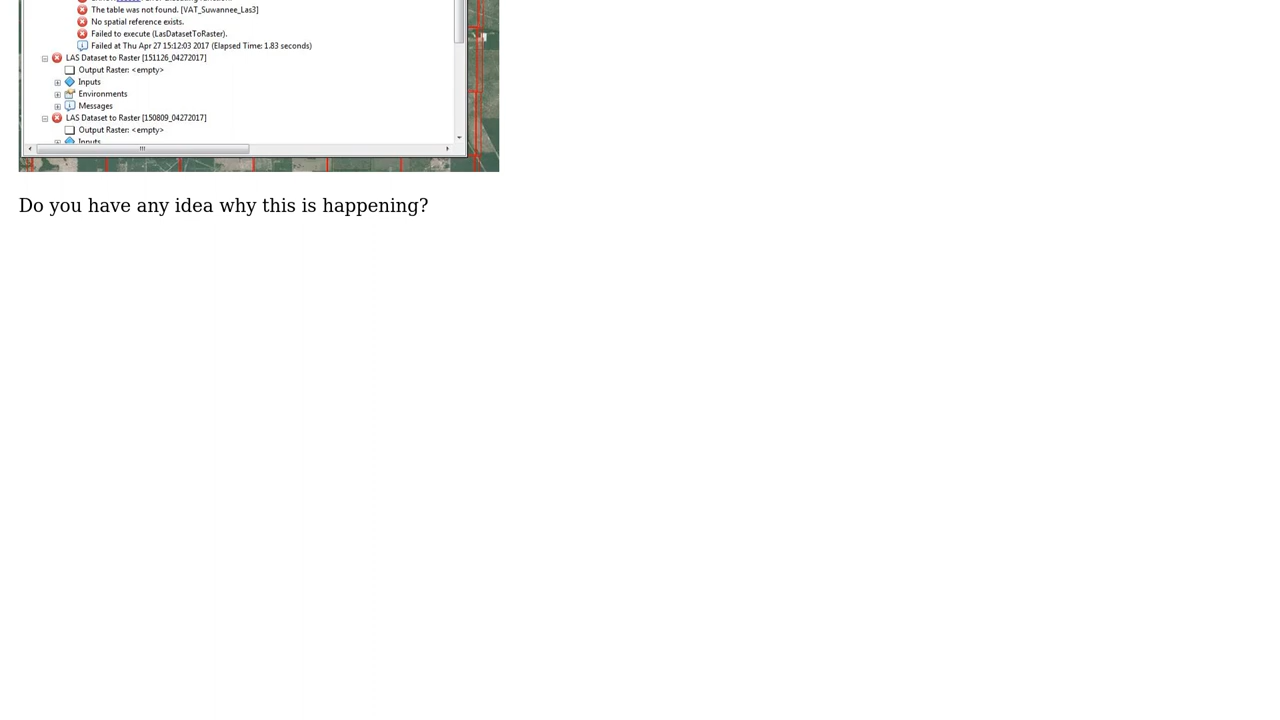 The table was not found. [VAT_Suwannee_Las3]
No spatial reference exists.
Failed to execute (LasDatasetToRaster).
Failed at Thu Apr 27 15:12:03 2017 (Elapsed Time: 1.83 seconds)
LAS Dataset to Raster [151126_04272017]
Output Raster: <empty>
Inputs
Environments
Messages
LAS Dataset to Raster [150809_04272017]
Output Raster: <empty>
Inputs
Do you have any idea why this is happening?